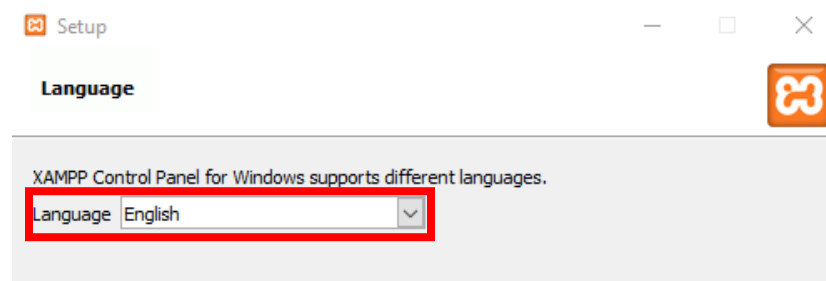 Setup
Language
XAMPP Control Panel for Windows supports different languages.
Language English